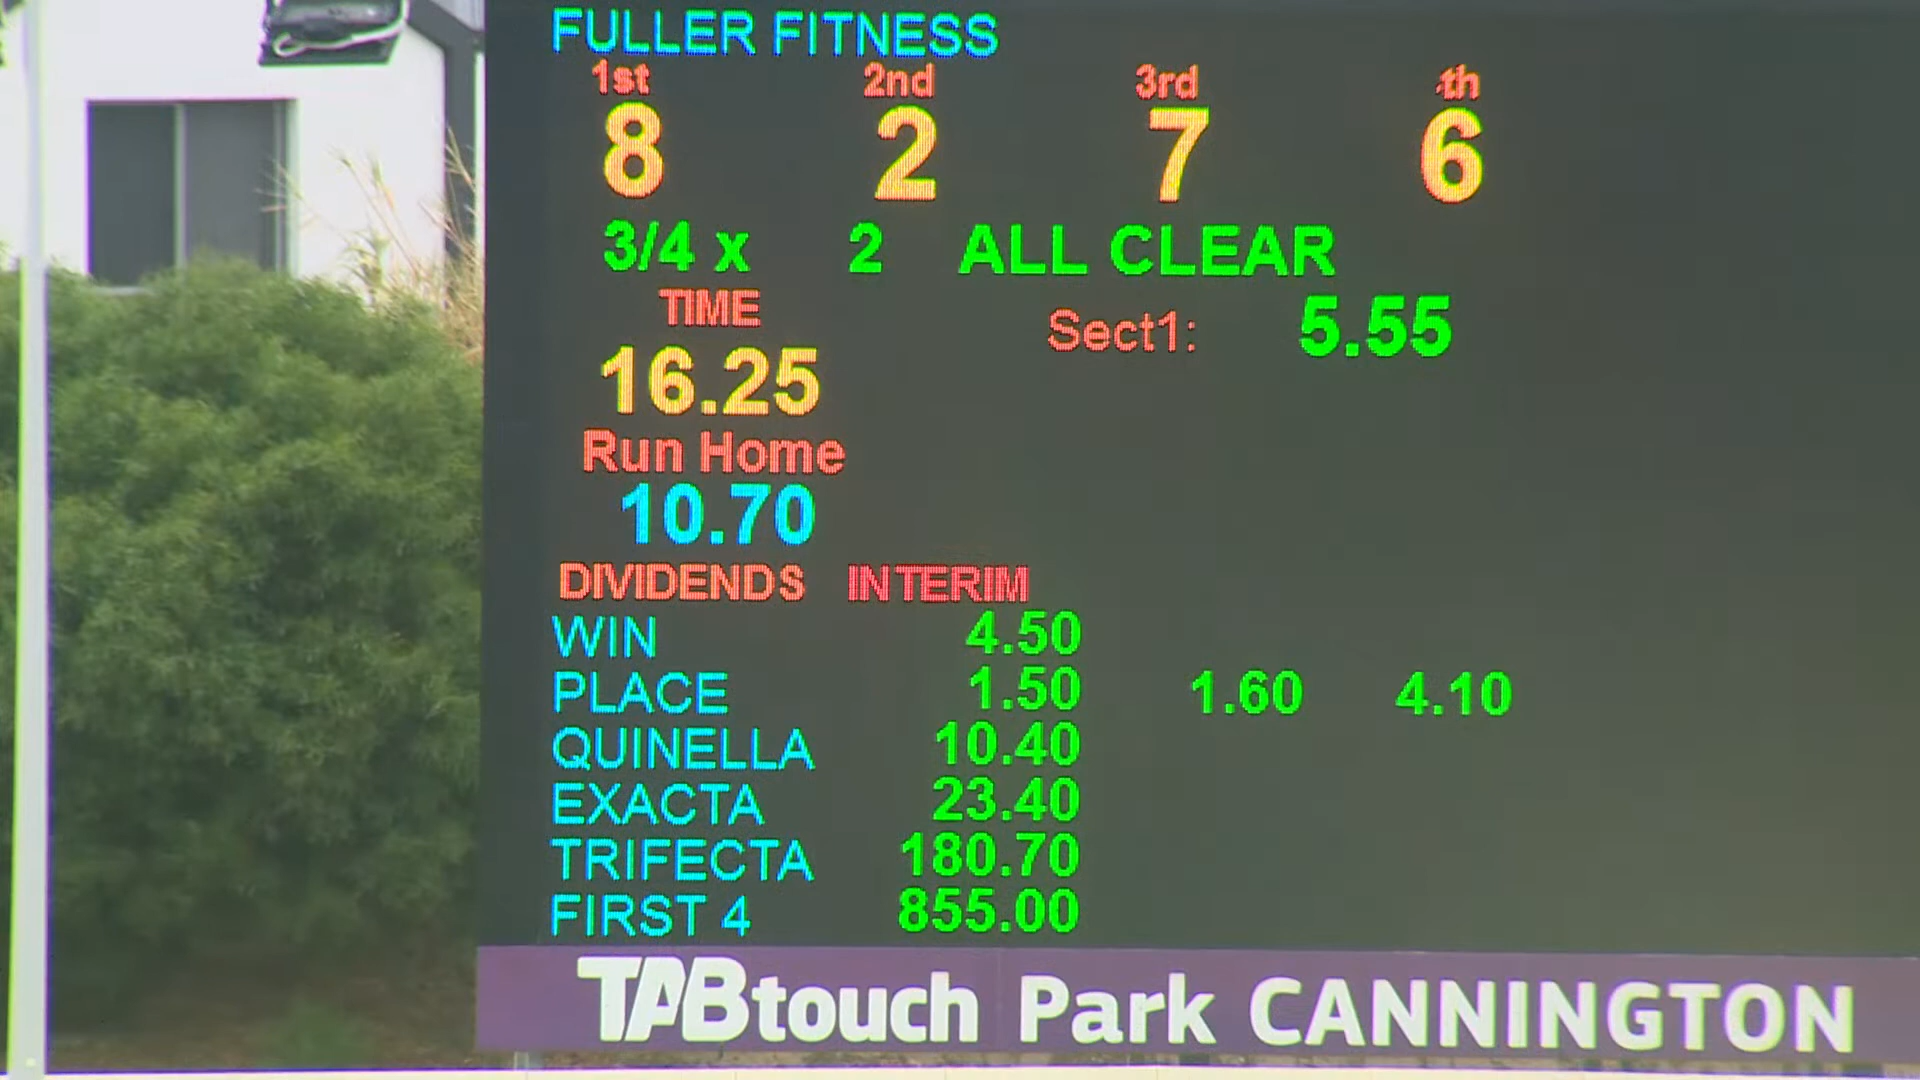 FULLER FITNESS
1st 2nd 3rd th
8 2 7 6
3/4 x 2 ALL CLEAR
TIME Sect1: 5.55
16.25
Run Home
10.70
DIVIDENDS INTERIM
WIN 4.50
PLACE 1.50 1.60 4.10
QUINELLA 10.40
EXACTA 23.40
TRIFECTA 180.70
FIRST 4 855.00
TABtouch Park CANNINGTON